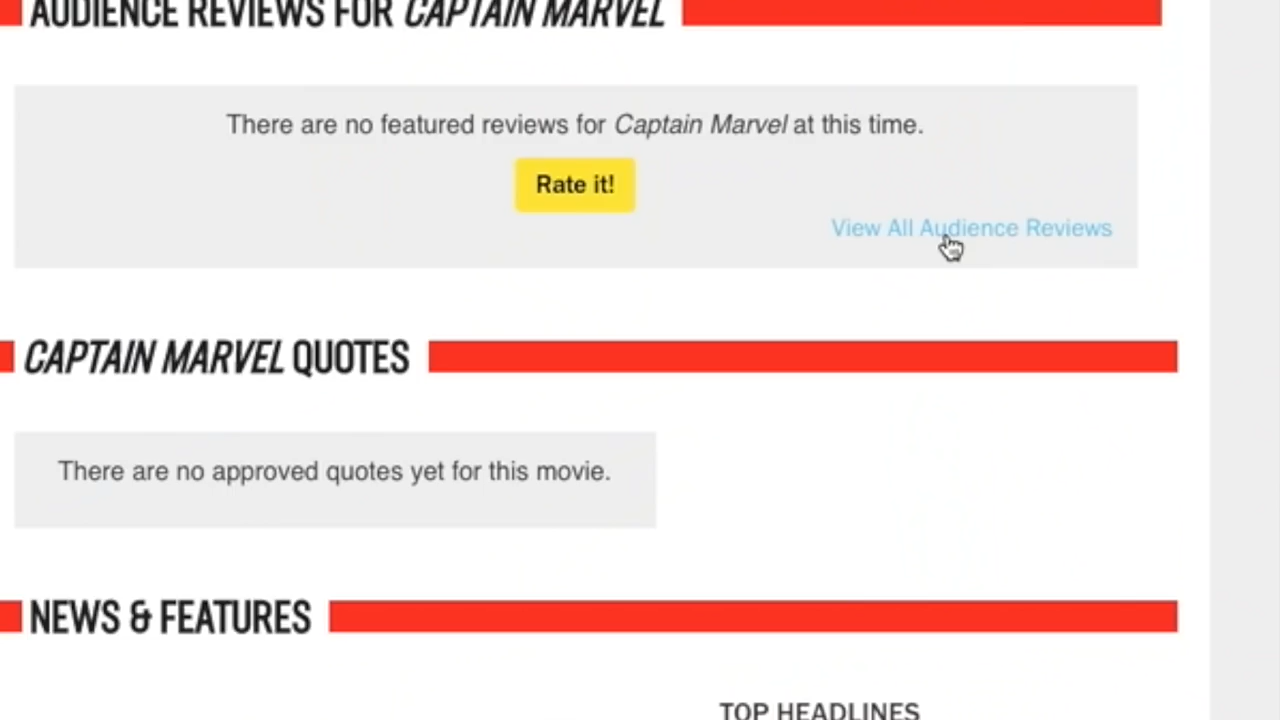 AUDIENCE REVIEWS FOR CAPTAIN MARVEL
There are no featured reviews for Captain Marvel at this time.
Rate it!
View All Audience Reviews
CAPTAIN MARVEL QUOTES
There are no approved quotes yet for this movie.
NEWS & FEATURES
TOP HEADLINES